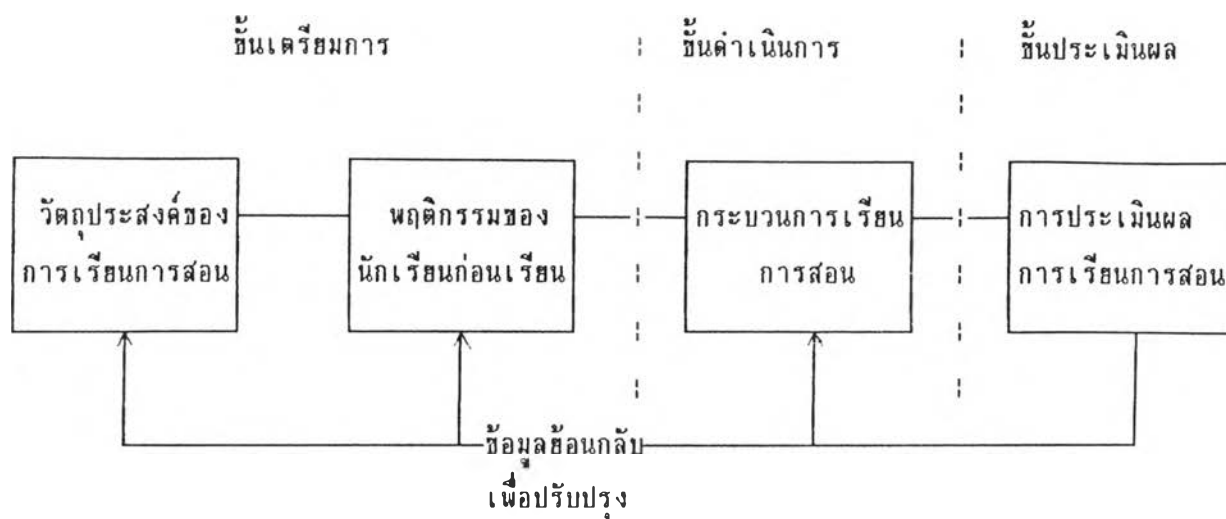 ขั้นเตรียมการ
ขั้นดำเนินการ
ขั้นประเมินผล
วัตถุประสงค์ของ
การเรียนการสอน
พฤติกรรมของ
นักเรียนก่อนเรียน
กระบวนการเรียน
การสอน
การประเมินผล
การเรียนการสอน
ข้อมูลย้อนกลับ
เพื่อปรับปรุง